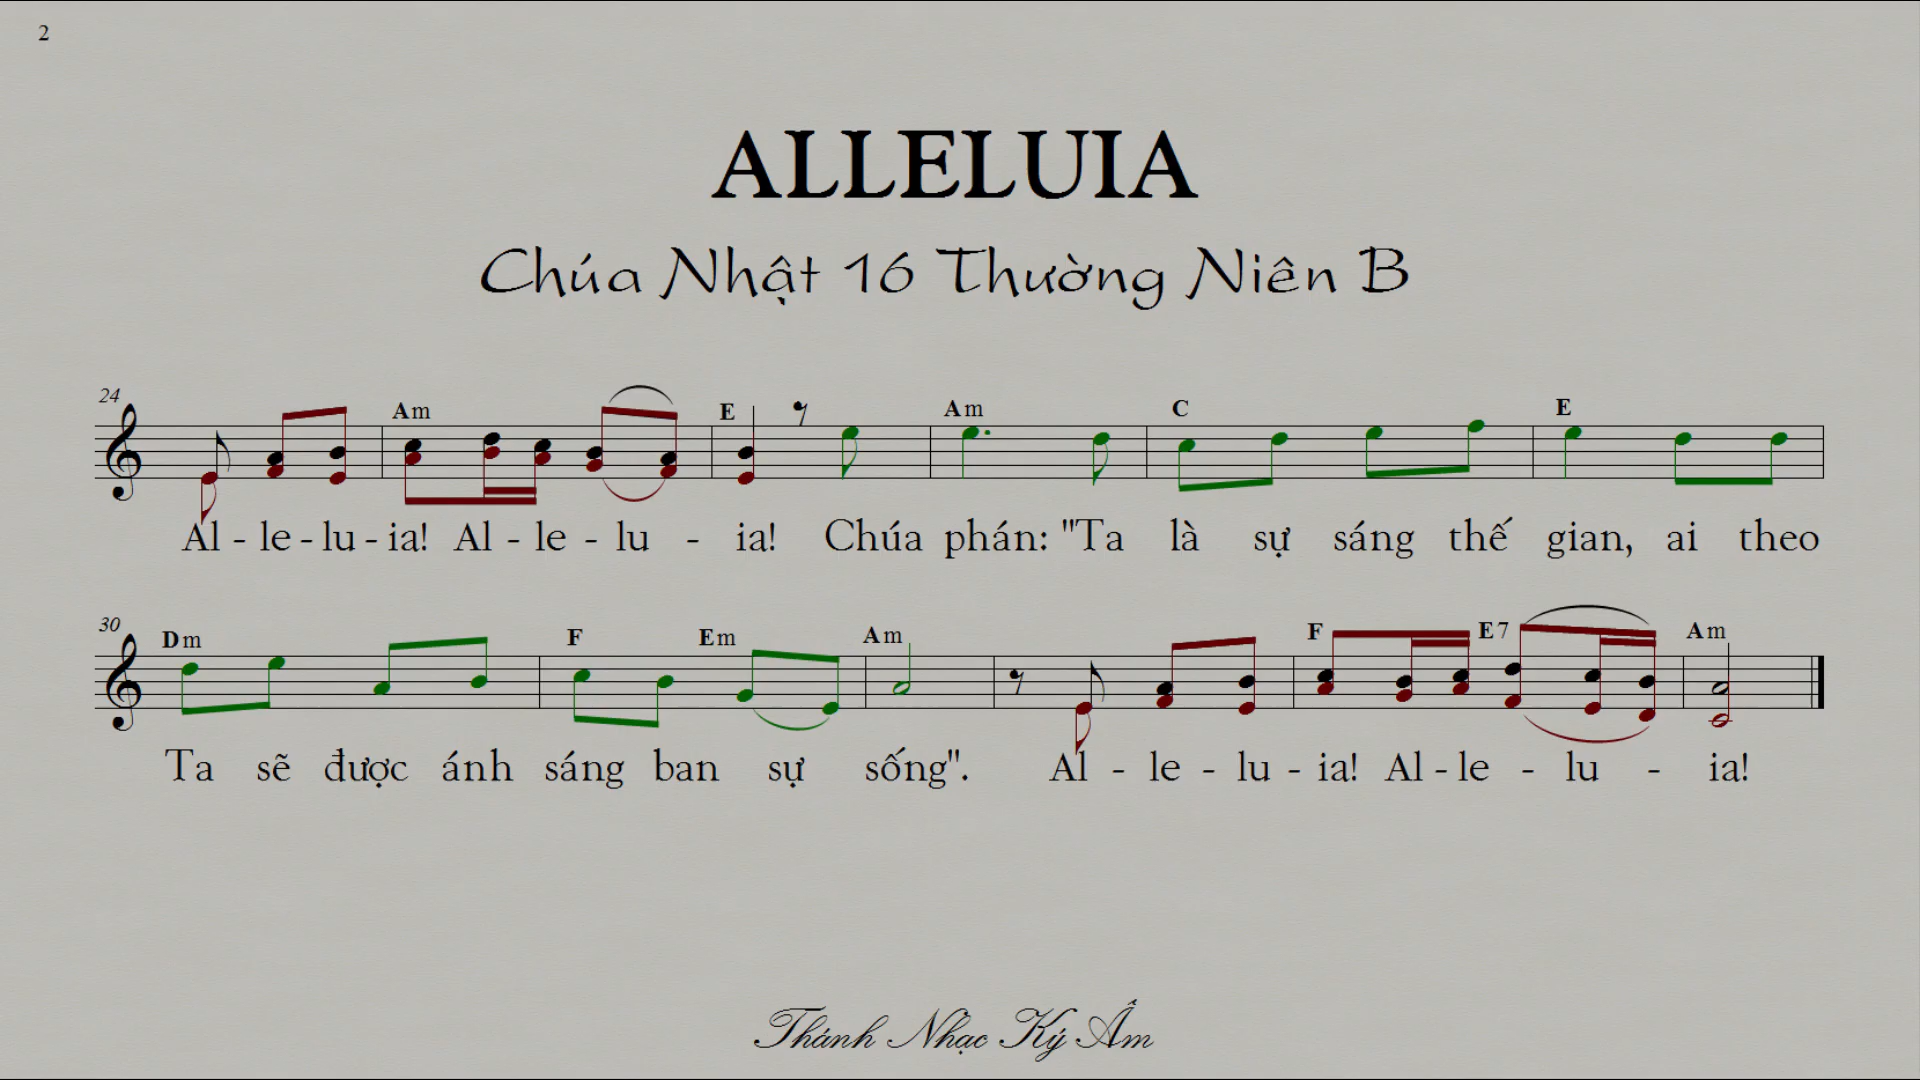 2
ALLELUIA
Chúa Nhật 16 Thường Niên B
24 Am E Am C E
Al - le - lu - ia! Al - le - lu - ia! Chúa phán: "Ta là sự sáng thế gian, ai theo
30 Dm F Em Am F E7 Am
Ta sẽ được ánh sáng ban sự sống". Al - le - lu - ia! Al - le - lu - ia!
Thánh Nhạc Ký Âm